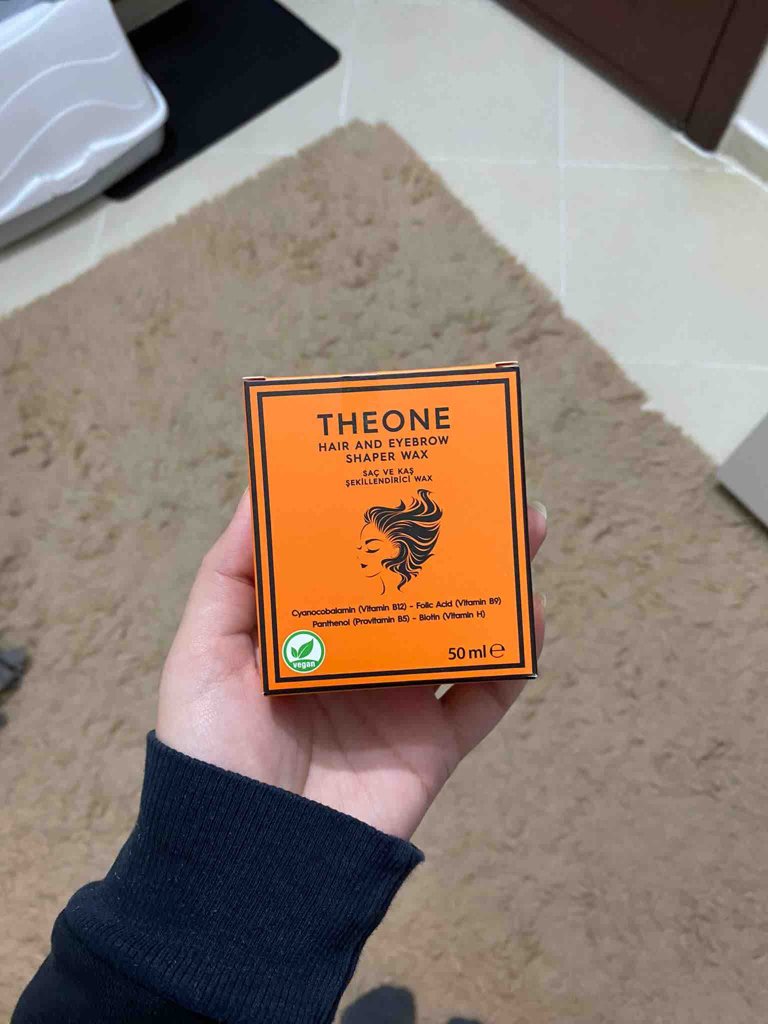 THEONE
HAIR AND EYEBROW
SHAPER WAX
SAÇ VE KAŞ
ŞEKİLLENDİRİCİ WAX
Cyanocobalamin (Vitamin B12) - Folic Acid (Vitamin B9)
Panthenol (Provitamin B5) - Biotin (Vitamin H)
vegan
50 ml ℮